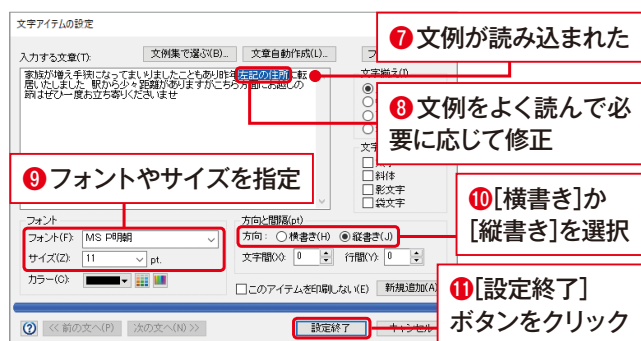 文字アイテムの設定
入力する文章(T):
文例集で選ぶ(B)...
文章自動作成(L)...
❼文例が読み込まれた
家族が増え手狭になってまいりましたこともあり昨年左記の住所に転
居いたしました 駅から少々距離がありますがこちら方面にお越しの
節はぜひ一度お立ち寄りくださいませ
❽文例をよく読んで必
要に応じて修正
斜体
影文字
袋文字
❾フォントやサイズを指定
❿[横書き]か
[縦書き]を選択
フォント
フォント(F): MS P明朝
サイズ(Z): 11 pt.
カラー(C):
方向と間隔(pt)
方向: 横書き(H) 縦書き(J)
文字間(X): 0 行間(Y): 0
このアイテムを印刷しない(E)
新規追加(A)
⓫[設定終了]
ボタンをクリック
<< 前の文へ(P)
次の文へ(N) >>
設定終了
キャンセル